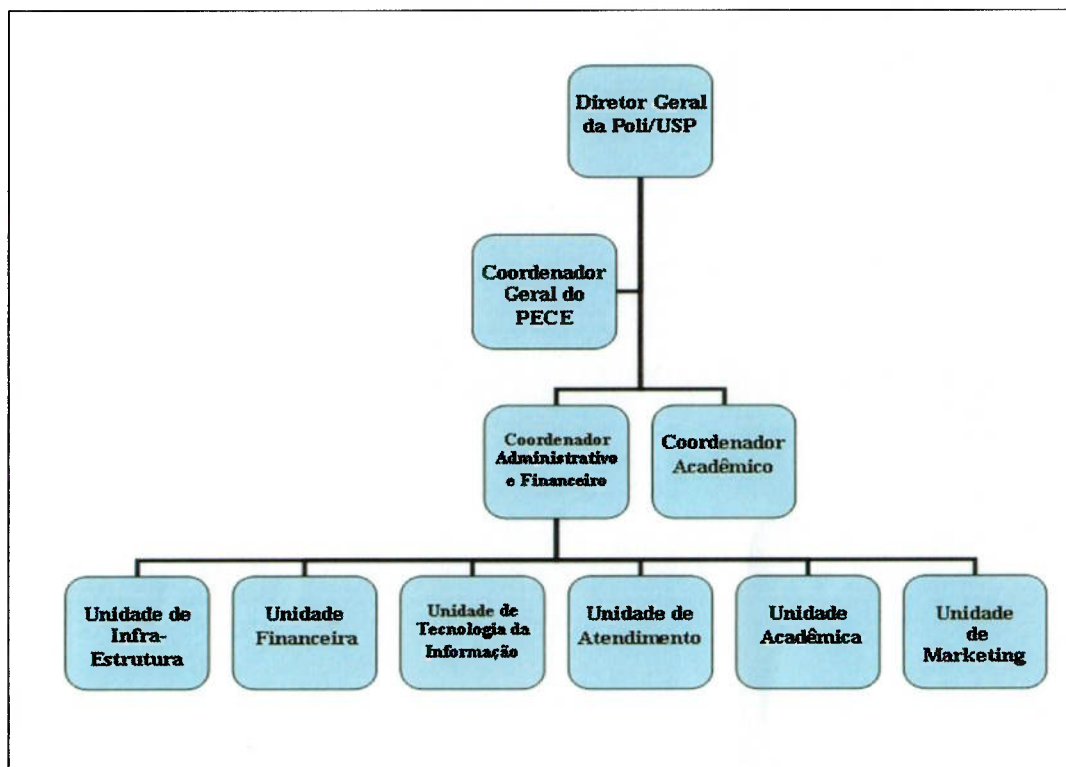 Diretor Geral
da Poli/USP
Coordenador
Geral do
PECE
Coordenador
Administrativo
e Financeiro
Coordenador
Acadêmico
Unidade de
Infra-
Estrutura
Unidade
Financeira
Unidade de
Tecnologia da
Informação
Unidade de
Atendimento
Unidade
Acadêmica
Unidade
de
Marketing